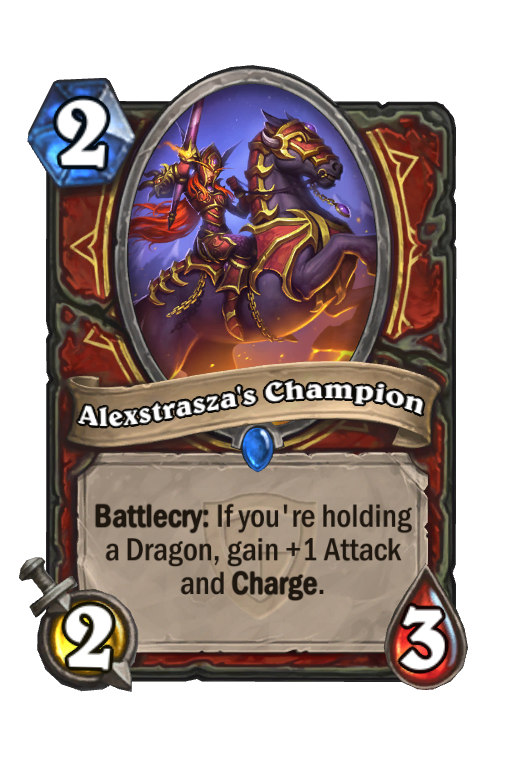 2
Alexstrasza's Champion
Battlecry: If you're holding
a Dragon, gain +1 Attack
and Charge.
2
3